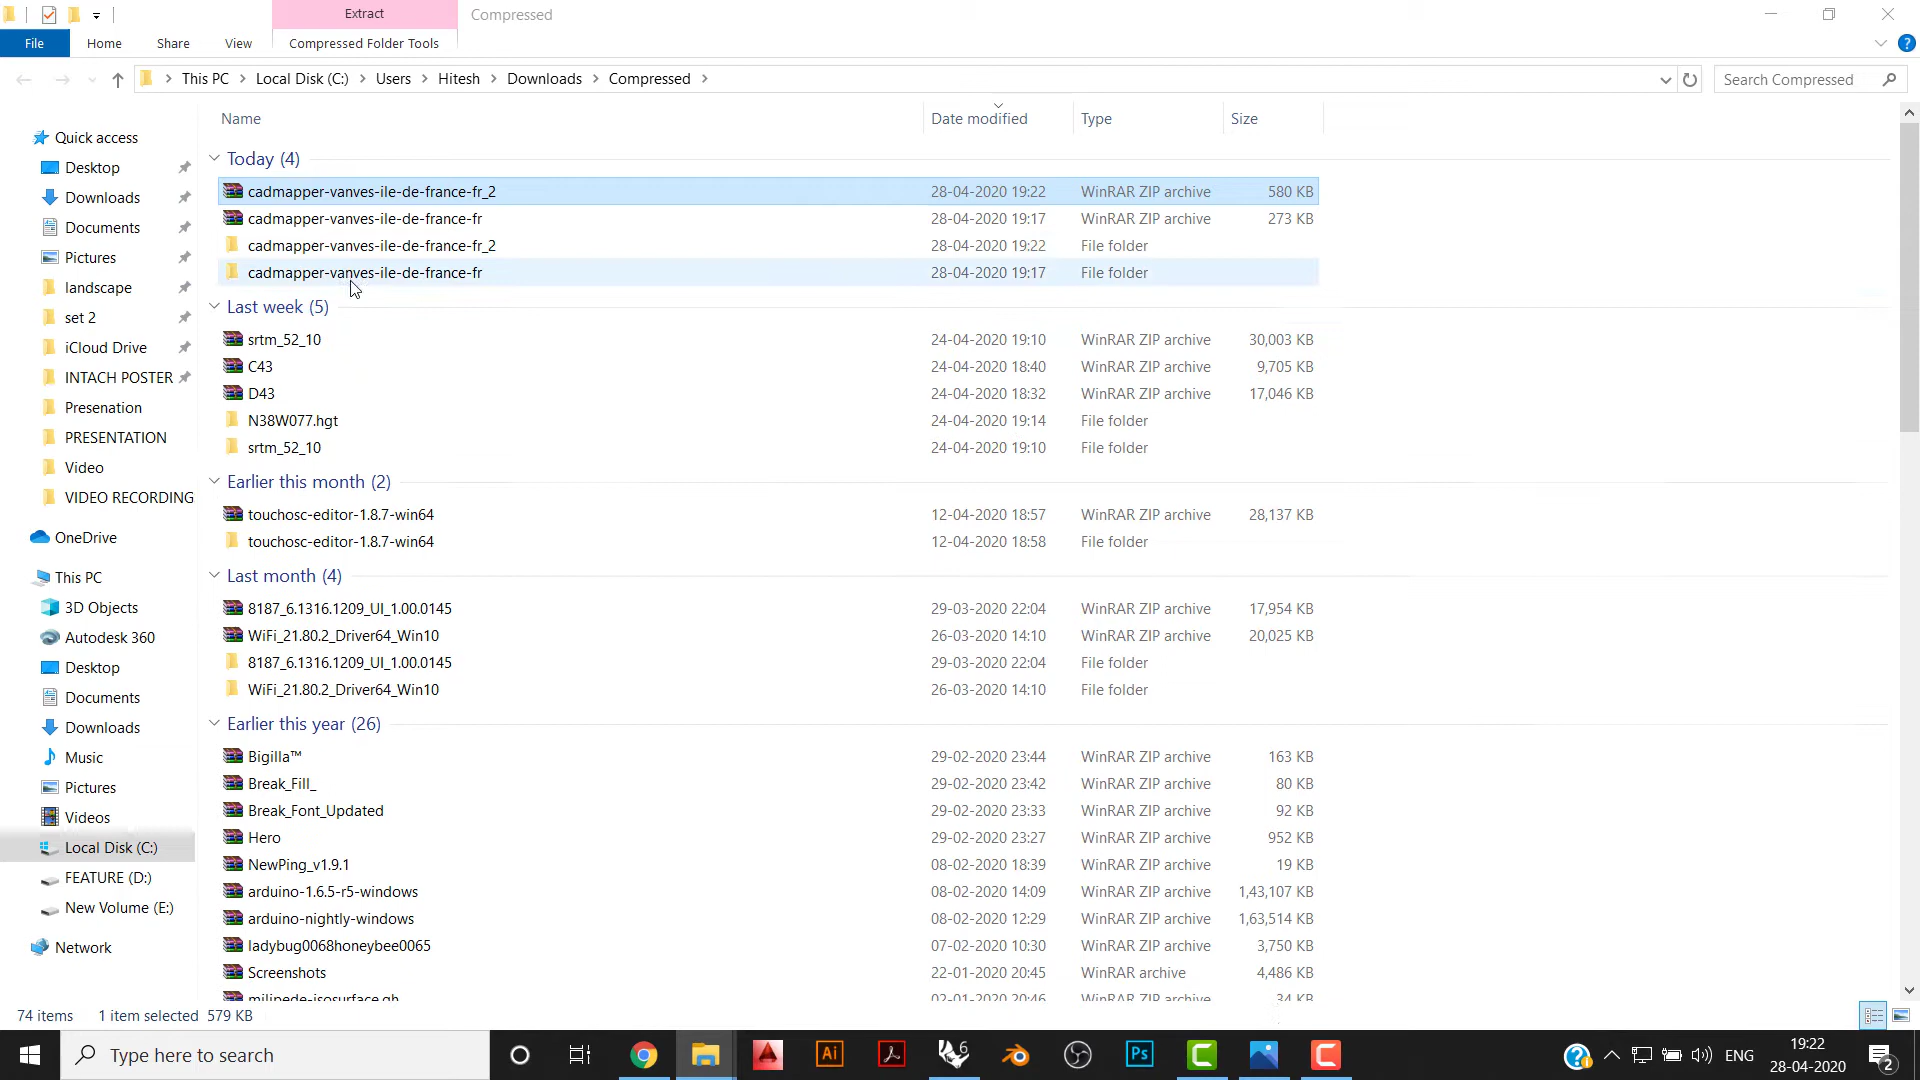 Extract
Compressed
File
Home
Share
View
Compressed Folder Tools
This PC
Local Disk (C:)
Users
Hitesh
Downloads
Compressed
Search Compressed
Name
Date modified
Type
Size
Quick access
Desktop
Downloads
Documents
Pictures
landscape
set 2
iCloud Drive
INTACH POSTER
Presenation
PRESENTATION
Video
VIDEO RECORDING
OneDrive
This PC
3D Objects
Autodesk 360
Desktop
Documents
Downloads
Music
Pictures
Videos
Local Disk (C:)
FEATURE (D:)
New Volume (E:)
Network
Today (4)
cadmapper-vanves-ile-de-france-fr_2 28-04-2020 19:22 WinRAR ZIP archive 580 KB
cadmapper-vanves-ile-de-france-fr 28-04-2020 19:17 WinRAR ZIP archive 273 KB
cadmapper-vanves-ile-de-france-fr_2 28-04-2020 19:22 File folder
cadmapper-vanves-ile-de-france-fr 28-04-2020 19:17 File folder
Last week (5)
srtm_52_10 24-04-2020 19:10 WinRAR ZIP archive 30,003 KB
C43 24-04-2020 18:40 WinRAR ZIP archive 9,705 KB
D43 24-04-2020 18:32 WinRAR ZIP archive 17,046 KB
N38W077.hgt 24-04-2020 19:14 File folder
srtm_52_10 24-04-2020 19:10 File folder
Earlier this month (2)
touchosc-editor-1.8.7-win64 12-04-2020 18:57 WinRAR ZIP archive 28,137 KB
touchosc-editor-1.8.7-win64 12-04-2020 18:58 File folder
Last month (4)
8187_6.1316.1209_UI_1.00.0145 29-03-2020 22:04 WinRAR ZIP archive 17,954 KB
WiFi_21.80.2_Driver64_Win10 26-03-2020 14:10 WinRAR ZIP archive 20,025 KB
8187_6.1316.1209_UI_1.00.0145 29-03-2020 22:04 File folder
WiFi_21.80.2_Driver64_Win10 26-03-2020 14:10 File folder
Earlier this year (26)
Bigilla™ 29-02-2020 23:44 WinRAR ZIP archive 163 KB
Break_Fill_ 29-02-2020 23:42 WinRAR ZIP archive 80 KB
Break_Font_Updated 29-02-2020 23:33 WinRAR ZIP archive 92 KB
Hero 29-02-2020 23:27 WinRAR ZIP archive 952 KB
NewPing_v1.9.1 08-02-2020 18:39 WinRAR ZIP archive 19 KB
arduino-1.6.5-r5-windows 08-02-2020 14:09 WinRAR ZIP archive 1,43,107 KB
arduino-nightly-windows 08-02-2020 12:29 WinRAR ZIP archive 1,63,514 KB
ladybug0068honeybee0065 07-02-2020 10:30 WinRAR ZIP archive 3,750 KB
Screenshots 22-01-2020 20:45 WinRAR archive 4,486 KB
milipede-isosurface.gh 02-01-2020 20:46 WinRAR ZIP archive 34 KB
74 items 1 item selected 579 KB
Type here to search
Ai
6
Ps
ENG
19:22
28-04-2020
2